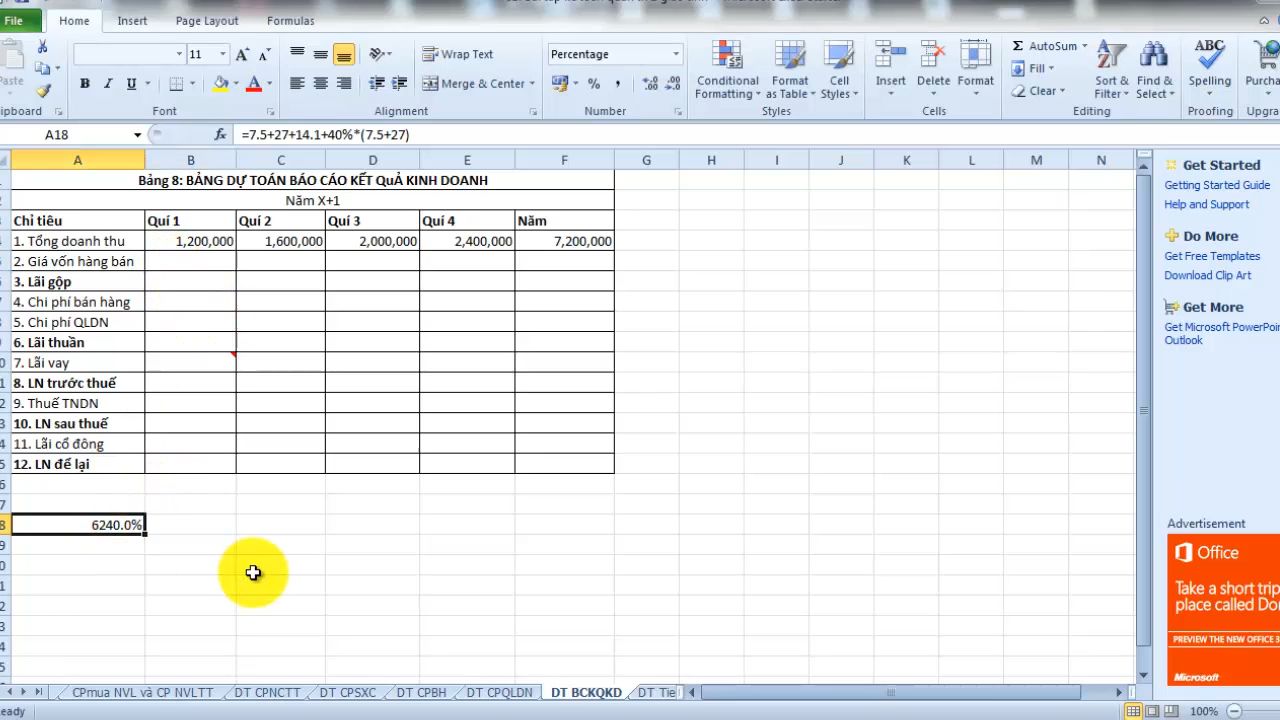 File Home Insert Page Layout Formulas
Paste 11 Wrap Text Percentage AutoSum
Conditional Formatting Format as Table Cell Styles Insert Delete Format Fill Sort & Filter Find & Select Spelling
B I U A Merge & Center % , Clear
Font Alignment Number Styles Cells Editing Proofing
A18 fx =7.5+27+14.1+40%*(7.5+27)
A B C D E F G H I J K L M N
Bảng 8: BẢNG DỰ TOÁN BÁO CÁO KẾT QuẢ KINH DOANH
Năm X+1
Chỉ tiêu Quí 1 Quí 2 Quí 3 Quí 4 Năm
1. Tổng doanh thu 1,200,000 1,600,000 2,000,000 2,400,000 7,200,000
2. Giá vốn hàng bán
3. Lãi gộp
4. Chi phí bán hàng
5. Chi phí QLDN
6. Lãi thuần
7. Lãi vay
8. LN trước thuế
9. Thuế TNDN
10. LN sau thuế
11. Lãi cổ đông
12. LN để lại
6240.0%
Get Started
Getting Started Guide
Help and Support
Do More
Get Free Templates
Download Clip Art
Get More
Get Microsoft PowerPoi
Outlook
Advertisement
Office
Take a short trip
place called Do
PREVIEW THE NEW OFFICE
Microsoft
CPmua NVL và CP NVLTT DT CPNCTT DT CPSXC DT CPBH DT CPQLDN DT BCKQKD DT Tie
100%